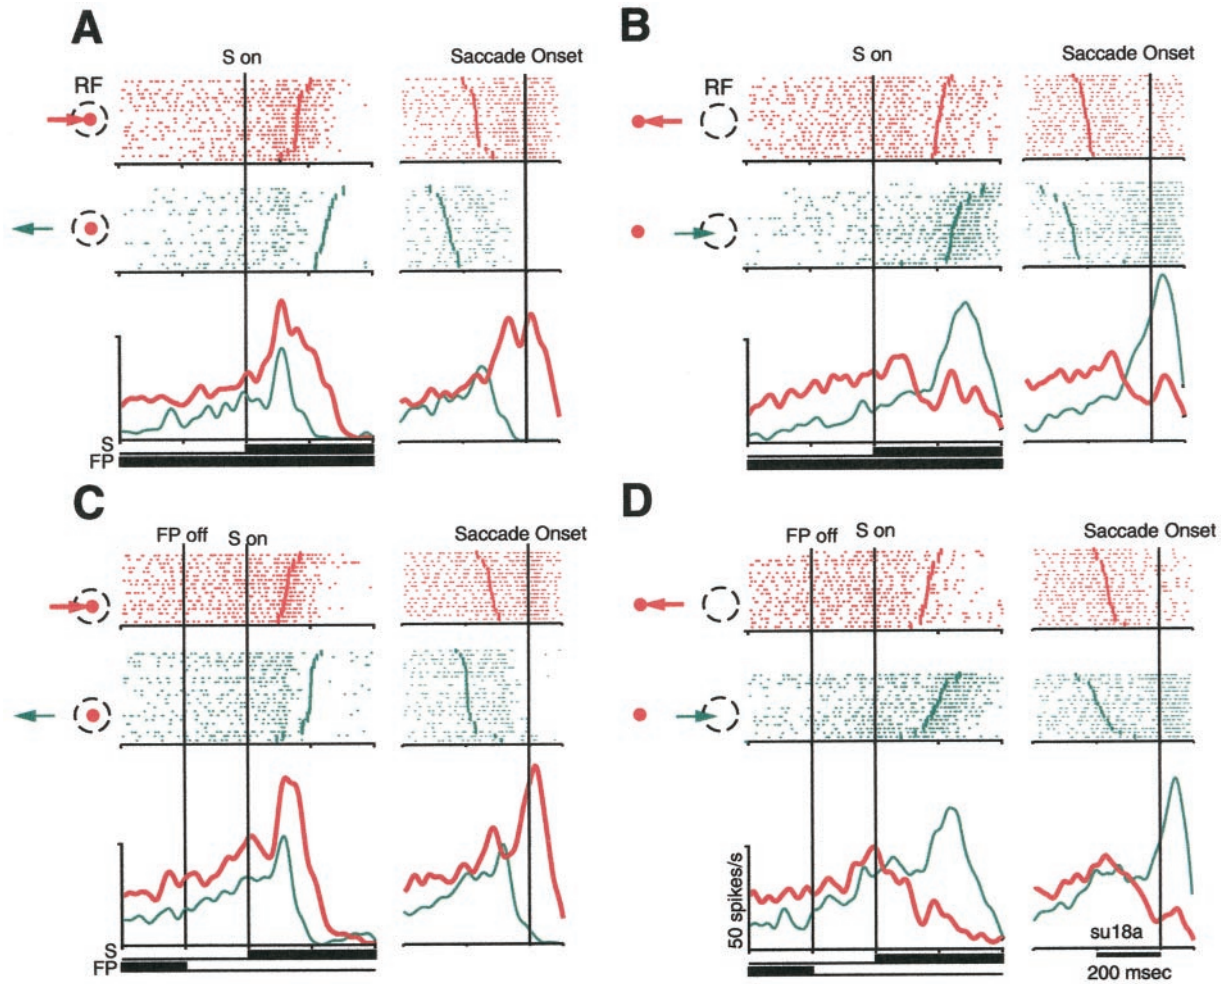 A
B
S on
Saccade Onset
S on
Saccade Onset
RF
RF
S
FP
C
D
FP off
S on
Saccade Onset
FP off
S on
Saccade Onset
50 spikes/s
su18a
S
FP
200 msec